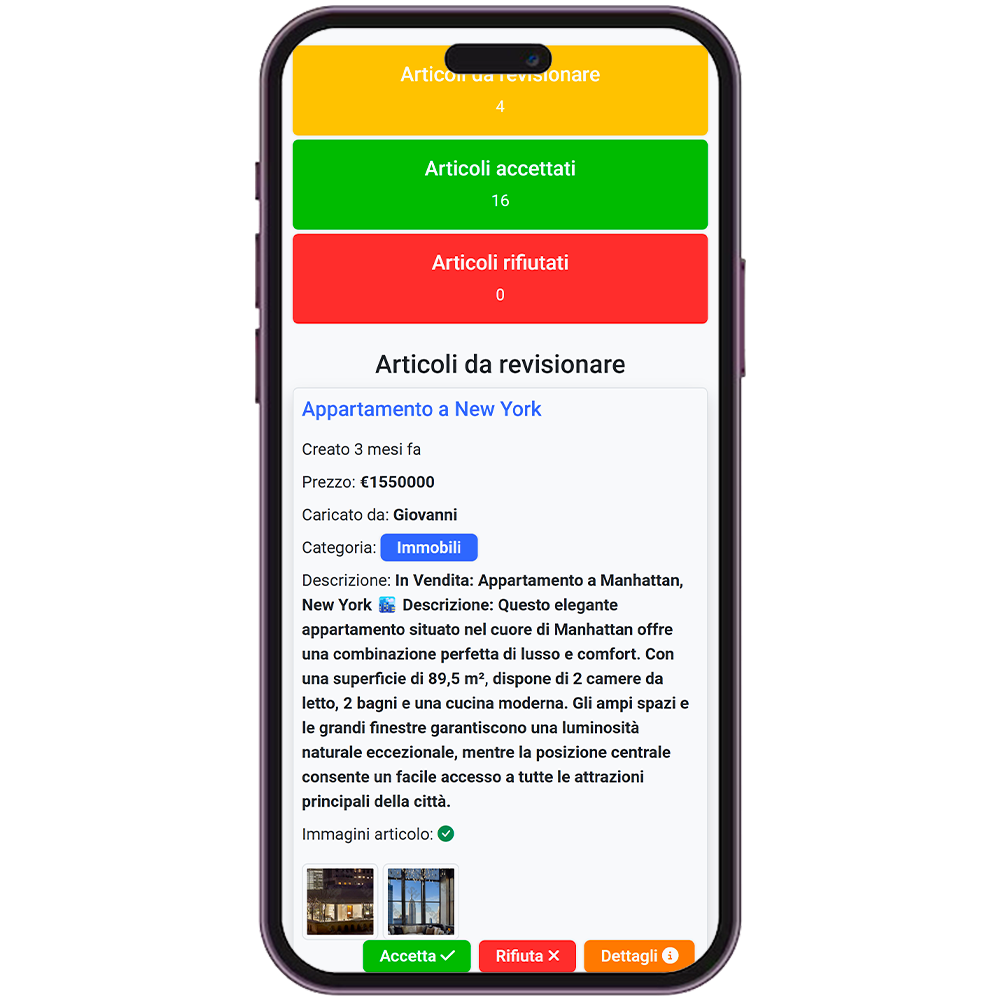 Articoli da revisionare
4
Articoli accettati
16
Articoli rifiutati
0
Articoli da revisionare
Appartamento a New York
Creato 3 mesi fa
Prezzo: €1550000
Caricato da: Giovanni
Categoria: Immobili
Descrizione: In Vendita: Appartamento a Manhattan,
New York 🌊 Descrizione: Questo elegante
appartamento situato nel cuore di Manhattan offre
una combinazione perfetta di lusso e comfort. Con
una superficie di 89,5 m², dispone di 2 camere da
letto, 2 bagni e una cucina moderna. Gli ampi spazi e
le grandi finestre garantiscono una luminosità
naturale eccezionale, mentre la posizione centrale
consente un facile accesso a tutte le attrazioni
principali della città.
Immagini articolo:
Accetta Rifiuta Dettagli